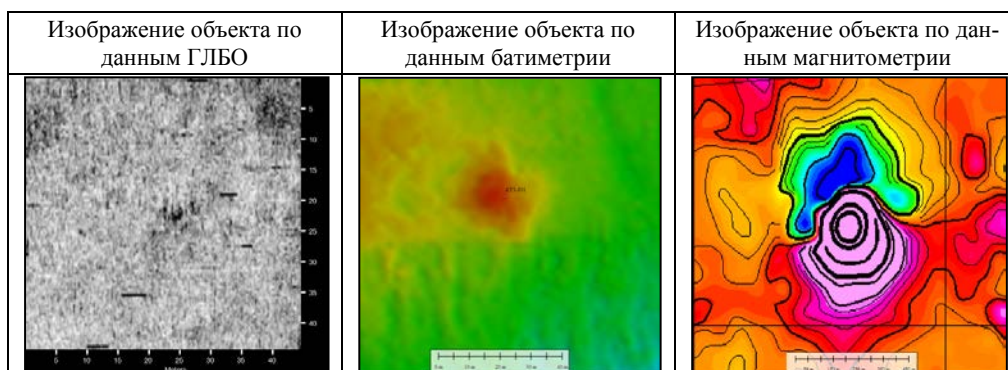 Изображение объекта по
данным ГЛБО
Изображение объекта по
данным батиметрии
Изображение объекта по дан-
ным магнитометрии
5
10
15
20
25
30
35
40
5 10 15 20 25 30 35 40
Meters